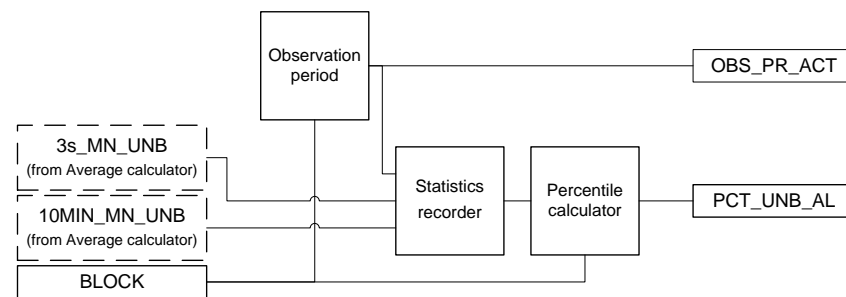 Observation
period
OBS_PR_ACT
3s_MN_UNB
(from Average calculator)
Statistics
recorder
Percentile
calculator
PCT_UNB_AL
10MIN_MN_UNB
(from Average calculator)
BLOCK